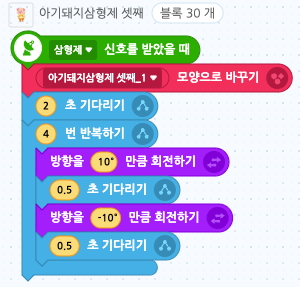 아기돼지삼형제 셋째 블록 30 개
삼형제 신호를 받았을 때
아기돼지삼형제 셋째_1 모양으로 바꾸기
2 초 기다리기
4 번 반복하기
방향을 10° 만큼 회전하기
0.5 초 기다리기
방향을 -10° 만큼 회전하기
0.5 초 기다리기